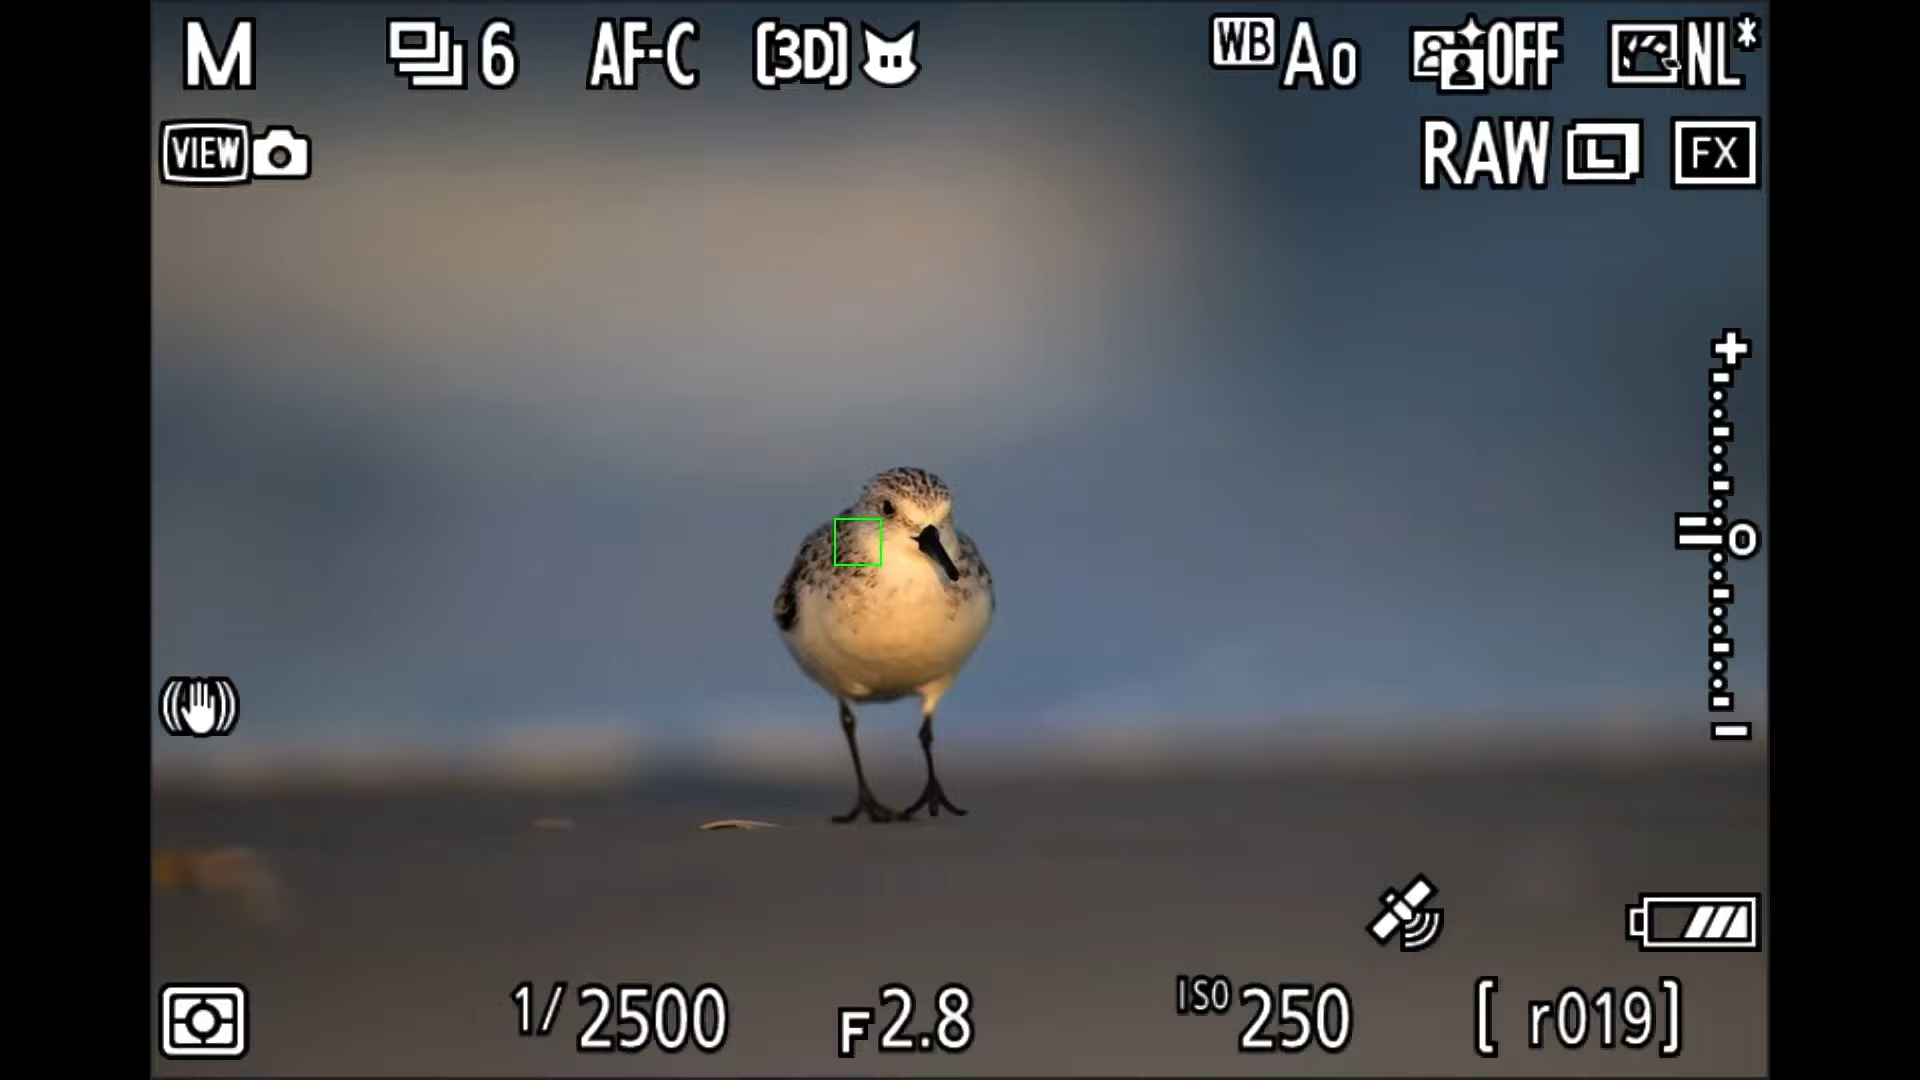 M 6 AF-C [3D] WB A0 OFF NL*
VIEW RAW L FX
+
0
-
1/2500 F2.8 ISO 250 [ r019]